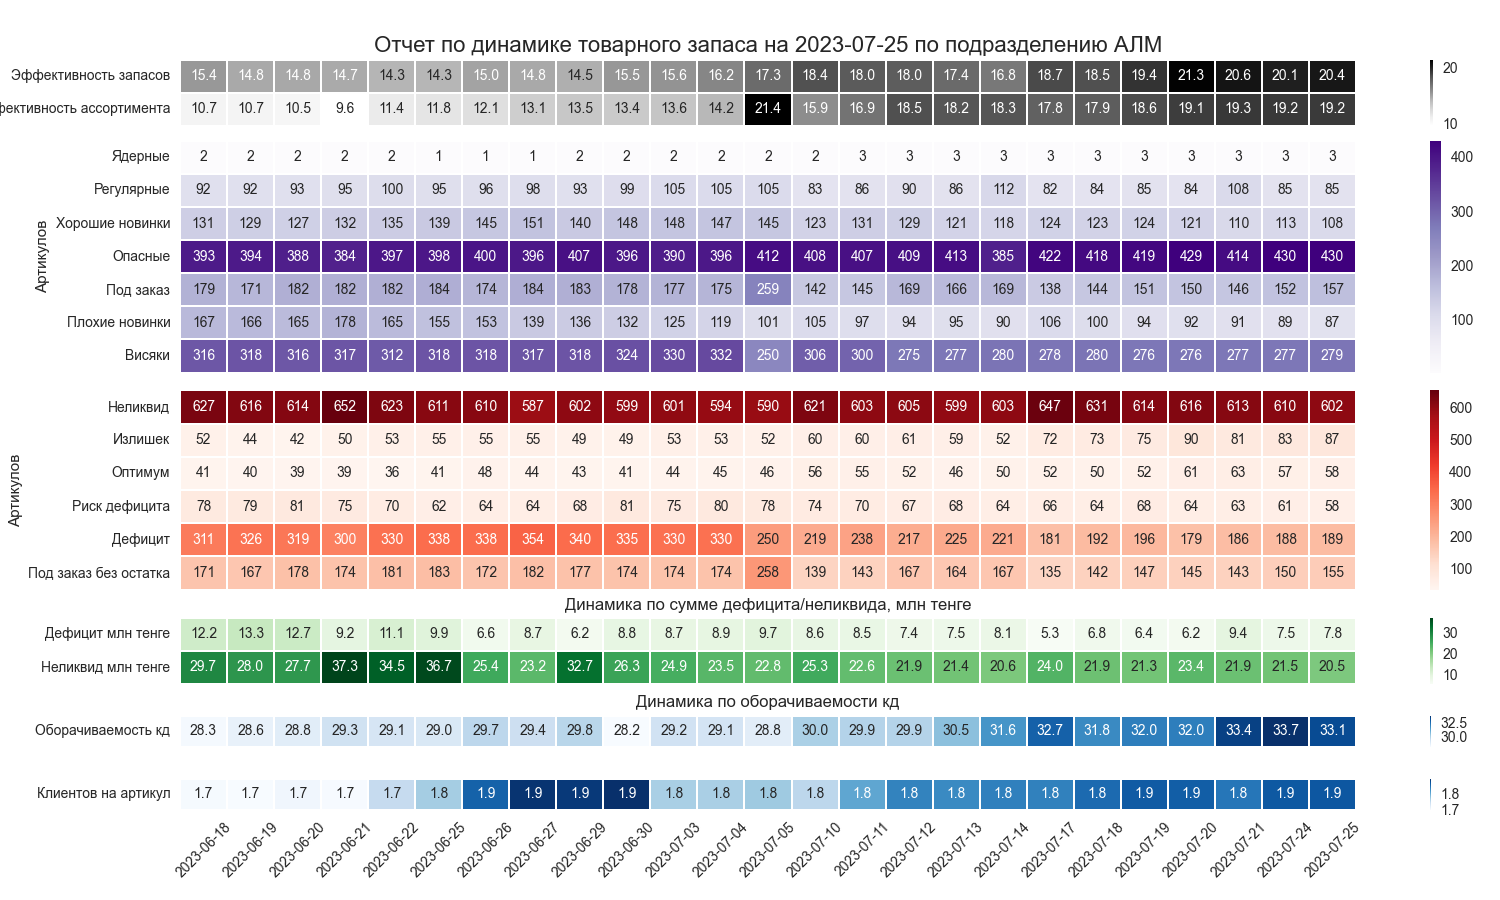 Отчет по динамике товарного запаса на 2023-07-25 по подразделению АЛМ
Эффективность запасов 15.4 14.8 14.8 14.7 14.3 14.3 15.0 14.8 14.5 15.5 15.6 16.2 17.3 18.4 18.0 18.0 17.4 16.8 18.7 18.5 19.4 21.3 20.6 20.1 20.4 20
фективность ассортимента 10.7 10.7 10.5 9.6 11.4 11.8 12.1 13.1 13.5 13.4 13.6 14.2 21.4 15.9 16.9 18.5 18.2 18.3 17.8 17.9 18.6 19.1 19.3 19.2 19.2 10
Артикулов
Ядерные 2 2 2 2 2 1 1 1 2 2 2 2 2 2 3 3 3 3 3 3 3 3 3 3 3 400
Регулярные 92 92 93 95 100 95 96 98 93 99 105 105 105 83 86 90 86 112 82 84 85 84 108 85 85
Хорошие новинки 131 129 127 132 135 139 145 151 140 148 148 147 145 123 131 129 121 118 124 123 124 121 110 113 108 300
Опасные 393 394 388 384 397 398 400 396 407 396 390 396 412 408 407 409 413 385 422 418 419 429 414 430 430 200
Под заказ 179 171 182 182 182 184 174 184 183 178 177 175 259 142 145 169 166 169 138 144 151 150 146 152 157
Плохие новинки 167 166 165 178 165 155 153 139 136 132 125 119 101 105 97 94 95 90 106 100 94 92 91 89 87 100
Висяки 316 318 316 317 312 318 318 317 318 324 330 332 250 306 300 275 277 280 278 280 276 276 277 277 279
Артикулов
Неликвид 627 616 614 652 623 611 610 587 602 599 601 594 590 621 603 605 599 603 647 631 614 616 613 610 602 600
Излишек 52 44 42 50 53 55 55 55 49 49 53 53 52 60 60 61 59 52 72 73 75 90 81 83 87 500
Оптимум 41 40 39 39 36 41 48 44 43 41 44 45 46 56 55 52 46 50 52 50 52 61 63 57 58 400
Риск дефицита 78 79 81 75 70 62 64 64 68 81 75 80 78 74 70 67 68 64 66 64 68 64 63 61 58 300
Дефицит 311 326 319 300 330 338 338 354 340 335 330 330 250 219 238 217 225 221 181 192 196 179 186 188 189 200
Под заказ без остатка 171 167 178 174 181 183 172 182 177 174 174 174 258 139 143 167 164 167 135 142 147 145 143 150 155 100
Динамика по сумме дефицита/неликвида, млн тенге
Дефицит млн тенге 12.2 13.3 12.7 9.2 11.1 9.9 6.6 8.7 6.2 8.8 8.7 8.9 9.7 8.6 8.5 7.4 7.5 8.1 5.3 6.8 6.4 6.2 9.4 7.5 7.8 30
20
Неликвид млн тенге 29.7 28.0 27.7 37.3 34.5 36.7 25.4 23.2 32.7 26.3 24.9 23.5 22.8 25.3 22.6 21.9 21.4 20.6 24.0 21.9 21.3 23.4 21.9 21.5 20.5 10
Динамика по оборачиваемости кд
Оборачиваемость кд 28.3 28.6 28.8 29.3 29.1 29.0 29.7 29.4 29.8 28.2 29.2 29.1 28.8 30.0 29.9 29.9 30.5 31.6 32.7 31.8 32.0 32.0 33.4 33.7 33.1 32.5
30.0
Клиентов на артикул 1.7 1.7 1.7 1.7 1.7 1.8 1.9 1.9 1.9 1.9 1.8 1.8 1.8 1.8 1.8 1.8 1.8 1.8 1.8 1.8 1.9 1.9 1.8 1.9 1.9 1.8
1.7
2023-06-18 2023-06-19 2023-06-20 2023-06-21 2023-06-22 2023-06-25 2023-06-26 2023-06-27 2023-06-29 2023-06-30 2023-07-03 2023-07-04 2023-07-05 2023-07-10 2023-07-11 2023-07-12 2023-07-13 2023-07-14 2023-07-17 2023-07-18 2023-07-19 2023-07-20 2023-07-21 2023-07-24 2023-07-25